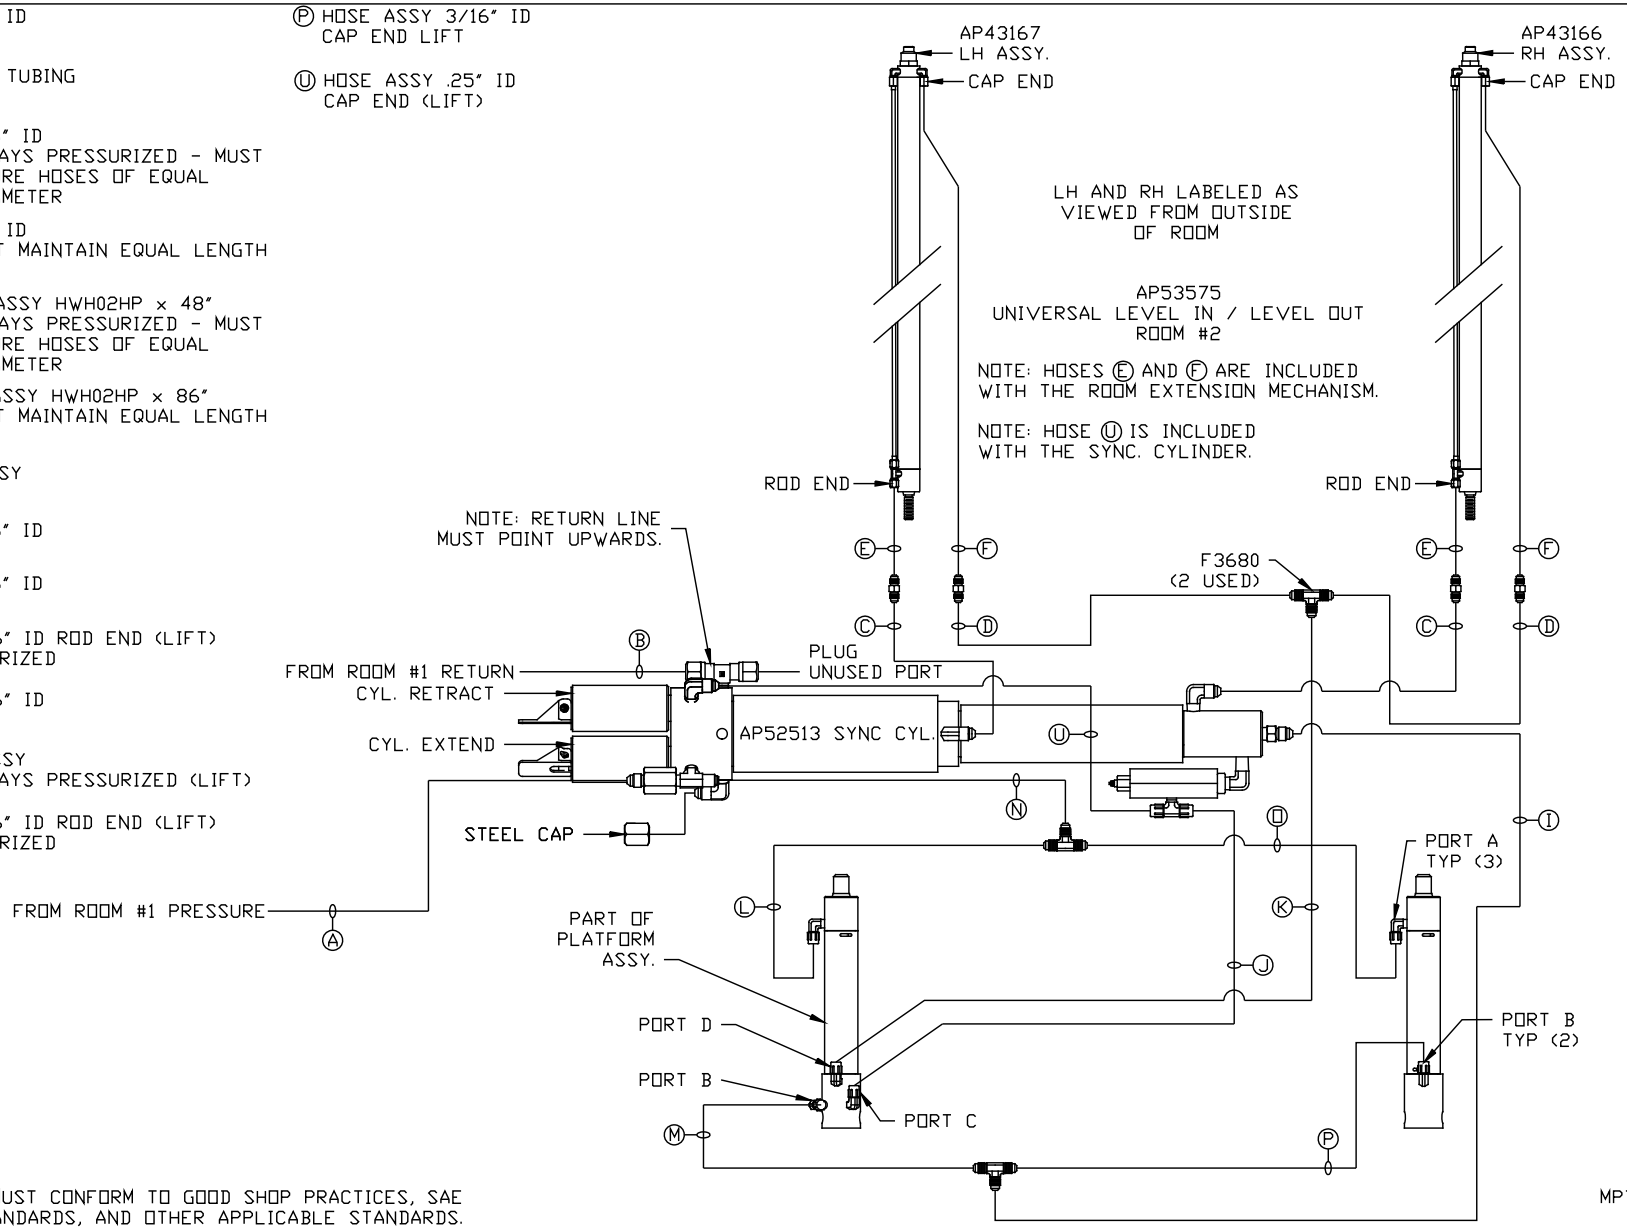 ID
TUBING
″ ID
AYS PRESSURIZED - MUST
RE HOSES OF EQUAL
METER
ID
T MAINTAIN EQUAL LENGTH
ASSY HWH02HP x 48″
AYS PRESSURIZED - MUST
RE HOSES OF EQUAL
METER
ASSY HWH02HP x 86″
T MAINTAIN EQUAL LENGTH
SY
″ ID
″ ID
″ ID ROD END (LIFT)
RIZED
″ ID
SY
AYS PRESSURIZED (LIFT)
″ ID ROD END (LIFT)
RIZED
P HOSE ASSY 3/16″ ID
CAP END LIFT
U HOSE ASSY .25″ ID
CAP END (LIFT)
AP43167
LH ASSY.
CAP END
AP43166
RH ASSY.
CAP END
LH AND RH LABELED AS
VIEWED FROM OUTSIDE
OF ROOM
AP53575
UNIVERSAL LEVEL IN / LEVEL OUT
ROOM #2
NOTE: HOSES E AND F ARE INCLUDED
WITH THE ROOM EXTENSION MECHANISM.
NOTE: HOSE U IS INCLUDED
WITH THE SYNC. CYLINDER.
ROD END
ROD END
NOTE: RETURN LINE
MUST POINT UPWARDS.
E
F
F3680
(2 USED)
E
F
C
D
C
D
B
FROM ROOM #1 RETURN
PLUG
UNUSED PORT
CYL. RETRACT
CYL. EXTEND
AP52513 SYNC CYL.
U
N
STEEL CAP
O
I
PORT A
TYP (3)
FROM ROOM #1 PRESSURE
A
L
K
PART OF
PLATFORM
ASSY.
J
PORT D
PORT B
TYP (2)
PORT B
PORT C
M
P
UST CONFORM TO GOOD SHOP PRACTICES, SAE
ANDARDS, AND OTHER APPLICABLE STANDARDS.
MP